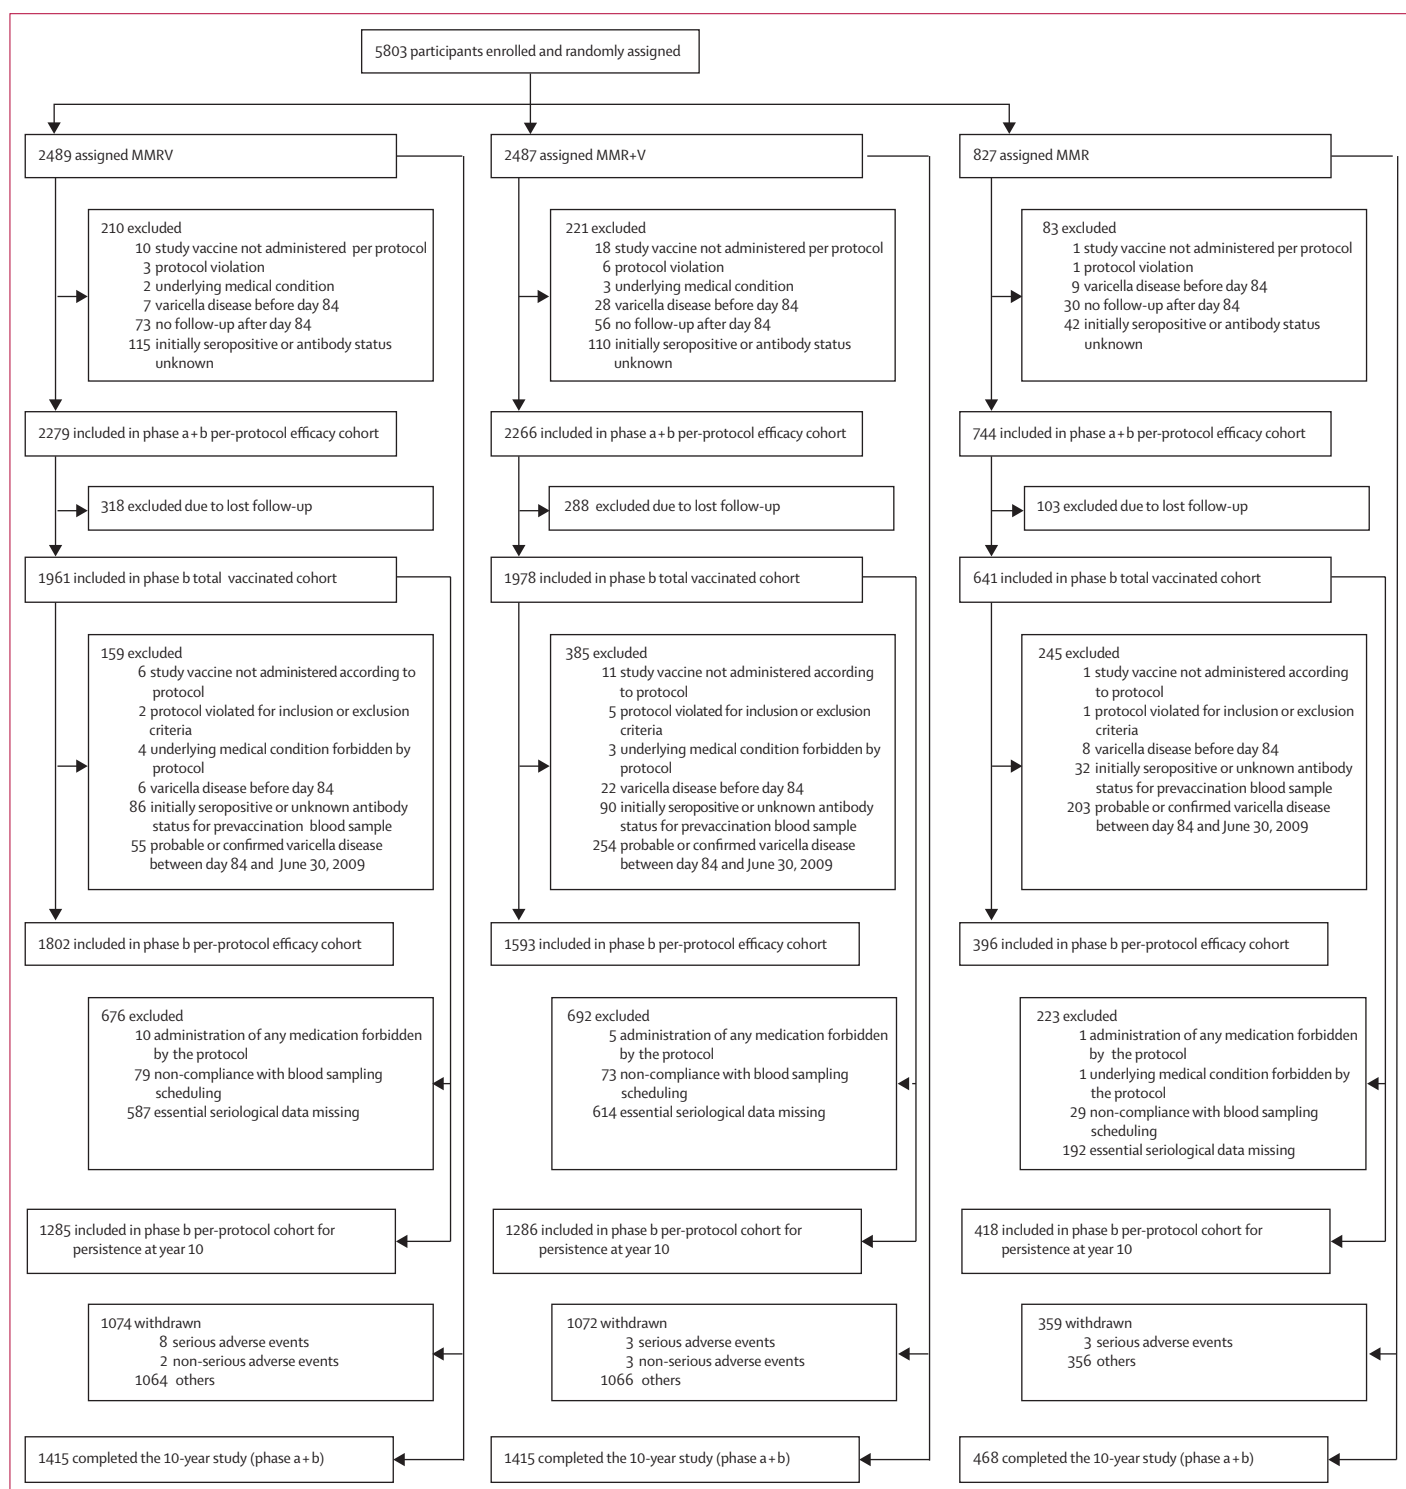 5803 participants enrolled and randomly assigned
2489 assigned MMRV
2487 assigned MMR+V
827 assigned MMR
210 excluded
10 study vaccine not administered per protocol
3 protocol violation
2 underlying medical condition
7 varicella disease before day 84
73 no follow-up after day 84
115 initially seropositive or antibody status
unknown
221 excluded
18 study vaccine not administered per protocol
6 protocol violation
3 underlying medical condition
28 varicella disease before day 84
56 no follow-up after day 84
110 initially seropositive or antibody status
unknown
83 excluded
1 study vaccine not administered per protocol
1 protocol violation
9 varicella disease before day 84
30 no follow-up after day 84
42 initially seropositive or antibody status
unknown
2279 included in phase a+b per-protocol efficacy cohort
2266 included in phase a+b per-protocol efficacy cohort
744 included in phase a+b per-protocol efficacy cohort
318 excluded due to lost follow-up
288 excluded due to lost follow-up
103 excluded due to lost follow-up
1961 included in phase b total vaccinated cohort
1978 included in phase b total vaccinated cohort
641 included in phase b total vaccinated cohort
159 excluded
6 study vaccine not administered according to
protocol
2 protocol violated for inclusion or exclusion
criteria
4 underlying medical condition forbidden by
protocol
6 varicella disease before day 84
86 initially seropositive or unknown antibody
status for prevaccination blood sample
55 probable or confirmed varicella disease
between day 84 and June 30, 2009
385 excluded
11 study vaccine not administered according
to protocol
5 protocol violated for inclusion or exclusion
criteria
3 underlying medical condition forbidden by
protocol
22 varicella disease before day 84
90 initially seropositive or unknown antibody
status for prevaccination blood sample
254 probable or confirmed varicella disease
between day 84 and June 30, 2009
245 excluded
1 study vaccine not administered according
to protocol
1 protocol violated for inclusion or exclusion
criteria
8 varicella disease before day 84
32 initially seropositive or unknown antibody
status for prevaccination blood sample
203 probable or confirmed varicella disease
between day 84 and June 30, 2009
1802 included in phase b per-protocol efficacy cohort
1593 included in phase b per-protocol efficacy cohort
396 included in phase b per-protocol efficacy cohort
676 excluded
10 administration of any medication forbidden
by the protocol
79 non-compliance with blood sampling
scheduling
587 essential seriological data missing
692 excluded
5 administration of any medication forbidden
by the protocol
73 non-compliance with blood sampling
scheduling
614 essential seriological data missing
223 excluded
1 administration of any medication forbidden
by the protocol
1 underlying medical condition forbidden by
the protocol
29 non-compliance with blood sampling
scheduling
192 essential seriological data missing
1285 included in phase b per-protocol cohort for
persistence at year 10
1286 included in phase b per-protocol cohort for
persistence at year 10
418 included in phase b per-protocol cohort for
persistence at year 10
1074 withdrawn
8 serious adverse events
2 non-serious adverse events
1064 others
1072 withdrawn
3 serious adverse events
3 non-serious adverse events
1066 others
359 withdrawn
3 serious adverse events
356 others
1415 completed the 10-year study (phase a+b)
1415 completed the 10-year study (phase a+b)
468 completed the 10-year study (phase a+b)